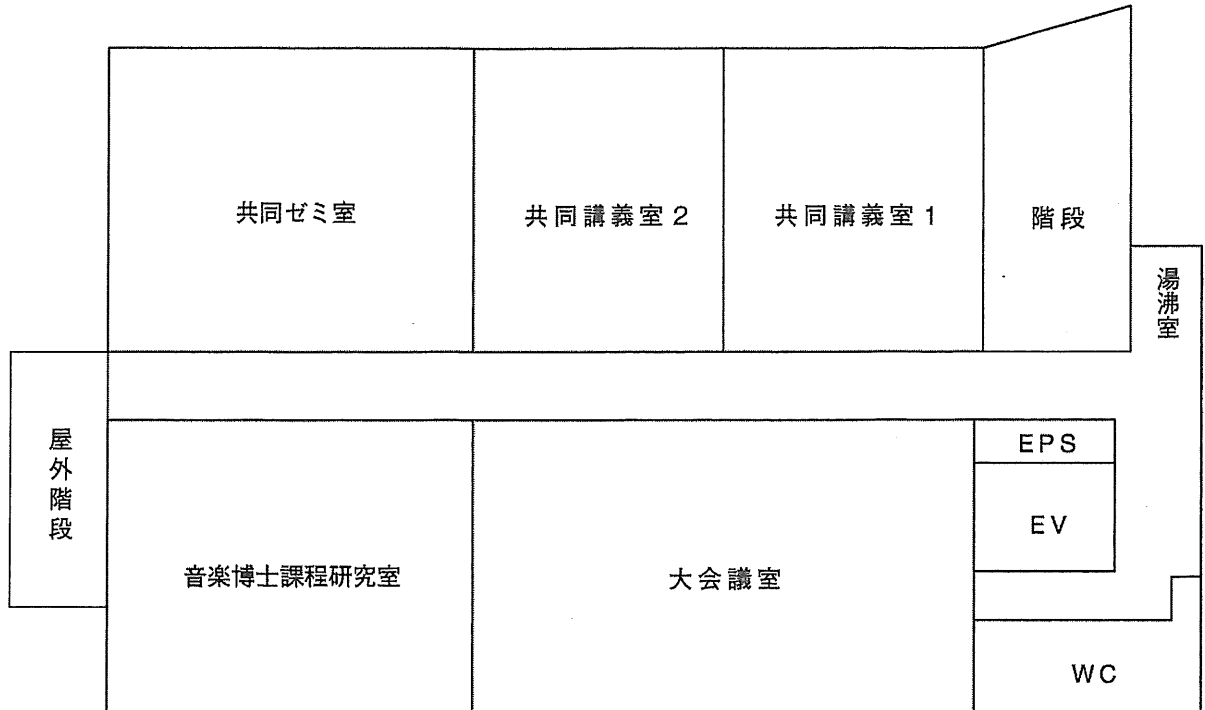 共同ゼミ室
共同講義室2
共同講義室1
階段
湯沸室
屋外階段
EPS
EV
音楽博士課程研究室
大会議室
WC